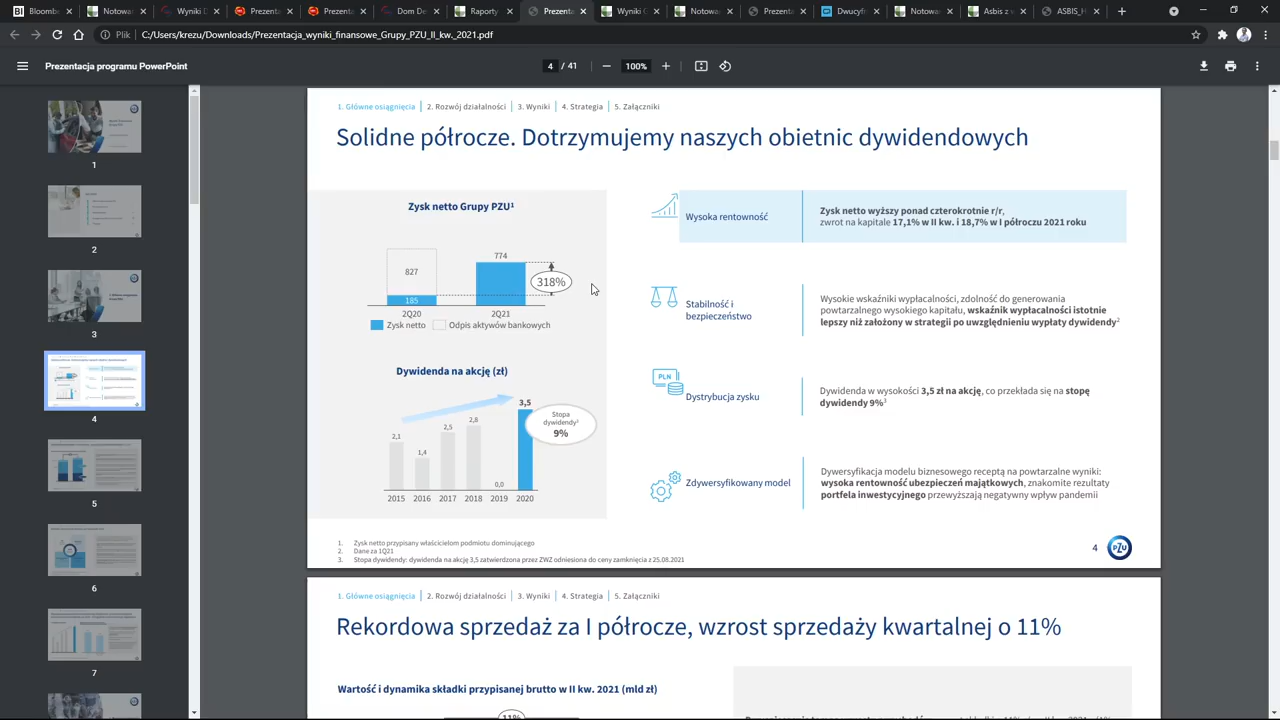 Bloomb
Notowa
Wyniki D
Prezenta
Prezenta
Dom De
Raporty
Prezenta
Wyniki G
Notowa
Prezenta
Dwucyfr
Notowa
Asbis z w
ASBIS_H
Plik
C:/Users/krezu/Downloads/Prezentacja_wyniki_finansowe_Grupy_PZU_II_kw._2021.pdf
Prezentacja programu PowerPoint
4 / 41
100%
1
2
3
4
5
6
7
1. Główne osiągnięcia | 2. Rozwój działalności | 3. Wyniki | 4. Strategia | 5. Załączniki
Solidne półrocze. Dotrzymujemy naszych obietnic dywidendowych
Zysk netto Grupy PZU¹
827
185
774
318%
2Q20
2Q21
Zysk netto
Odpis aktywów bankowych
Dywidenda na akcję (zł)
2,1
1,4
2,5
2,8
0,0
3,5
Stopa
dywidendy³
9%
2015 2016 2017 2018 2019 2020
Wysoka rentowność
Zysk netto wyższy ponad czterokrotnie r/r,
zwrot na kapitale 17,1% w II kw. i 18,7% w I półroczu 2021 roku
Stabilność i
bezpieczeństwo
Wysokie wskaźniki wypłacalności, zdolność do generowania
powtarzalnego wysokiego kapitału, wskaźnik wypłacalności istotnie
lepszy niż założony w strategii po uwzględnieniu wypłaty dywidendy²
PLN
Dystrybucja zysku
Dywidenda w wysokości 3,5 zł na akcję, co przekłada się na stopę
dywidendy 9%³
Zdywersyfikowany model
Dywersyfikacja modelu biznesowego receptą na powtarzalne wyniki:
wysoka rentowność ubezpieczeń majątkowych, znakomite rezultaty
portfela inwestycyjnego przewyższają negatywny wpływ pandemii
1. Zysk netto przypisany właścicielom podmiotu dominującego
2. Dane za 1Q21
3. Stopa dywidendy: dywidenda na akcję 3,5 zatwierdzona przez ZWZ odniesiona do ceny zamknięcia z 25.08.2021
4
PZU
1. Główne osiągnięcia | 2. Rozwój działalności | 3. Wyniki | 4. Strategia | 5. Załączniki
Rekordowa sprzedaż za I półrocze, wzrost sprzedaży kwartalnej o 11%
Wartość i dynamika składki przypisanej brutto w II kw. 2021 (mld zł)
11%